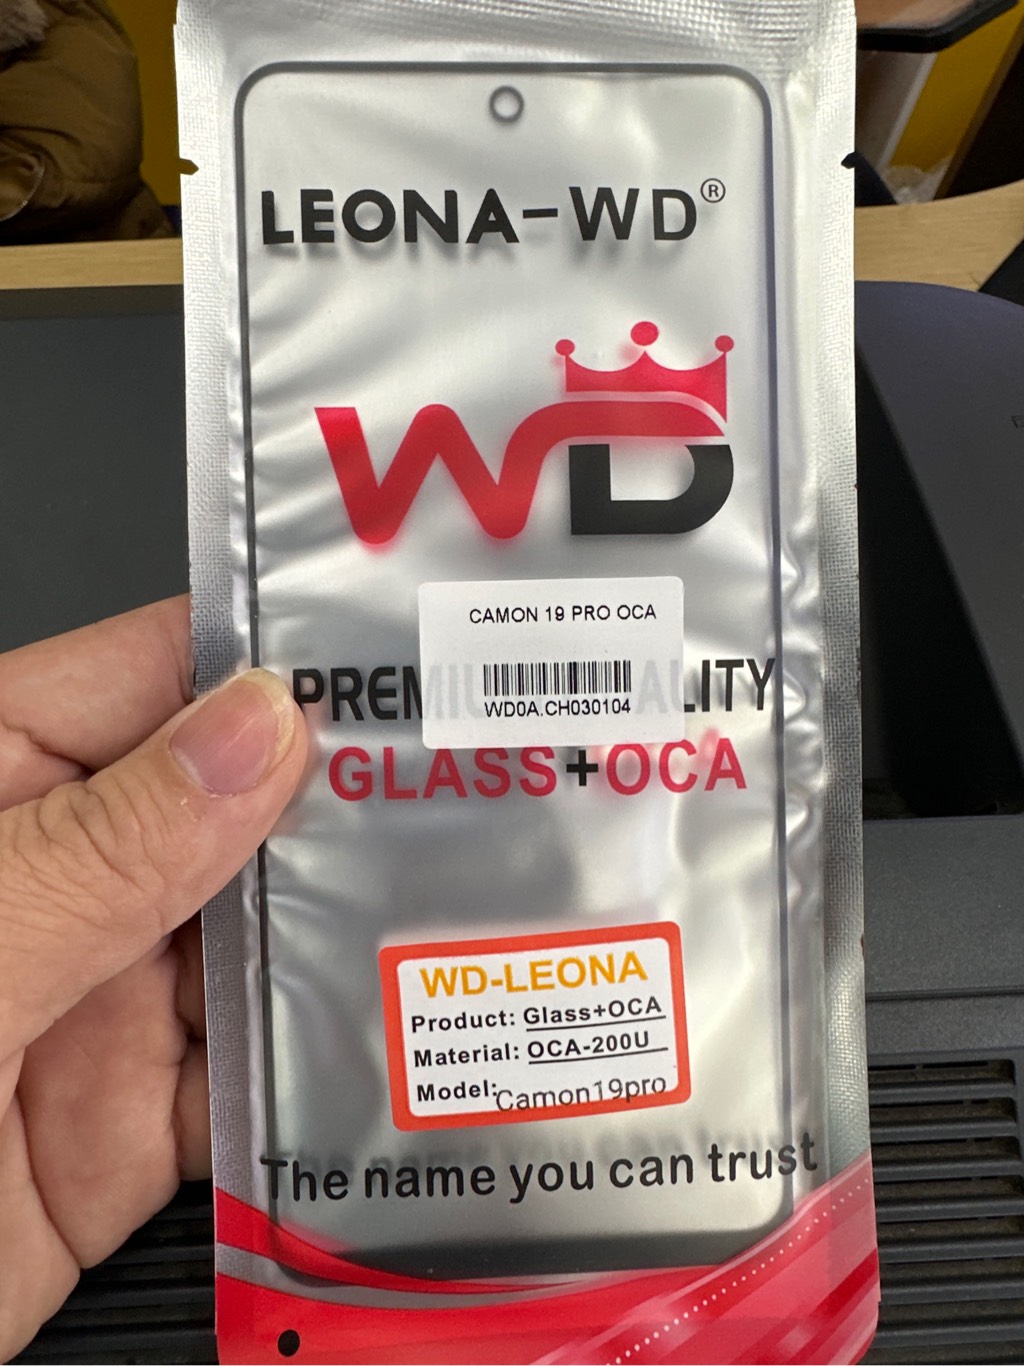 LEONA-WD®
WD
CAMON 19 PRO OCA
WD0A.CH030104
GLASS+OCA
WD-LEONA
Product: Glass+OCA
Material: OCA-200U
Model: Camon19pro
The name you can trust